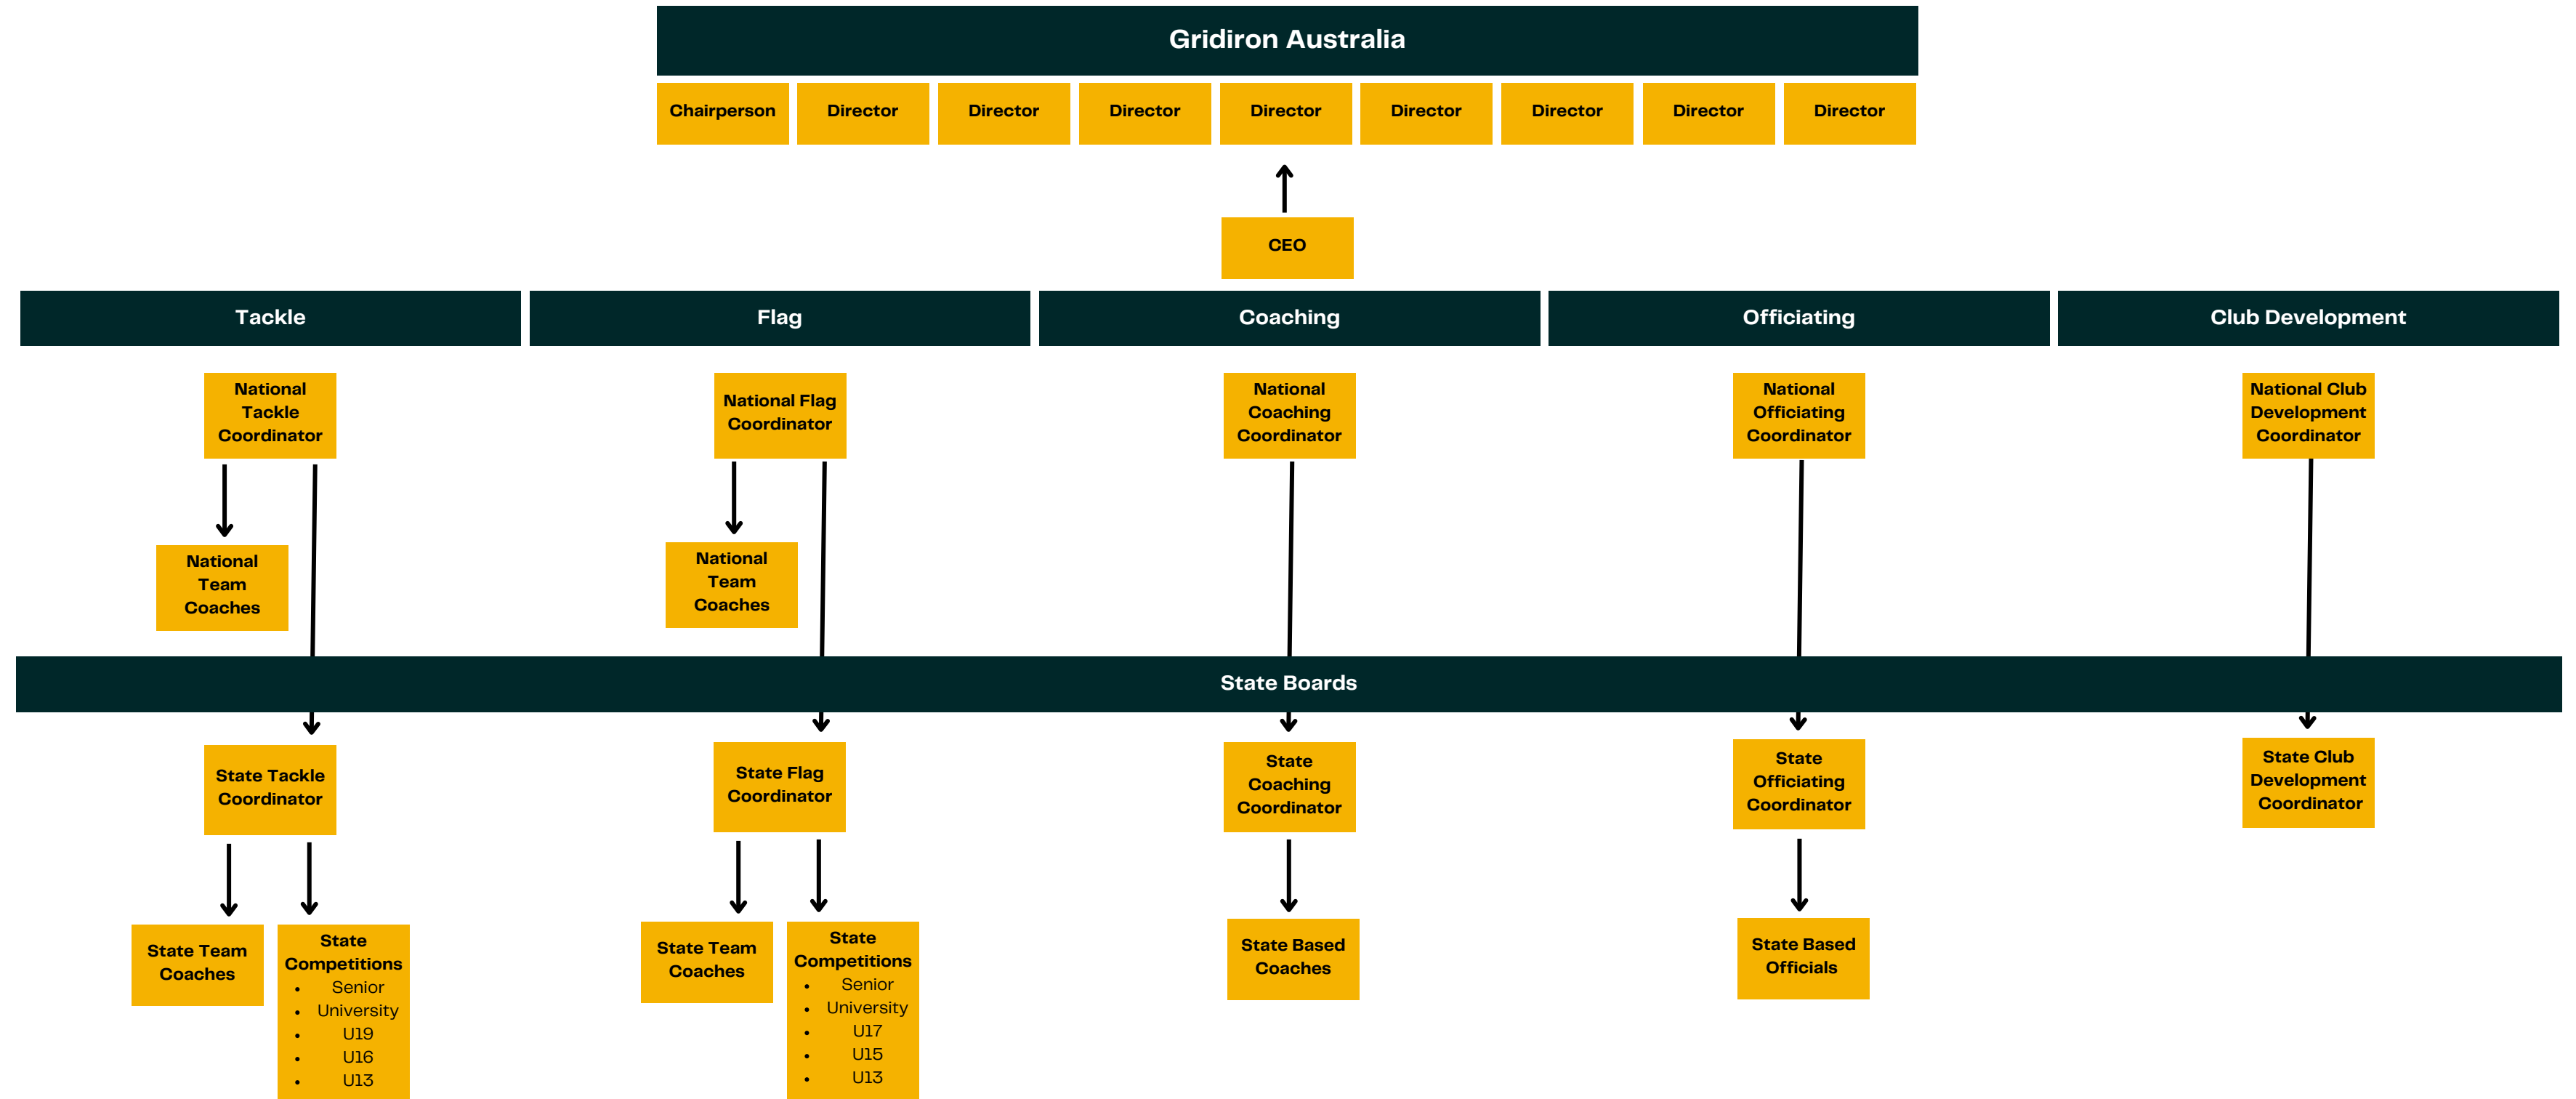 Gridiron Australia
Chairperson
Director
Director
Director
Director
Director
Director
Director
Director
CEO
Tackle
Flag
Coaching
Officiating
Club Development
National
Tackle
Coordinator
National Flag
Coordinator
National
Coaching
Coordinator
National
Officiating
Coordinator
National Club
Development
Coordinator
National
Team
Coaches
National
Team
Coaches
State Boards
State Tackle
Coordinator
State Flag
Coordinator
State
Coaching
Coordinator
State
Officiating
Coordinator
State Club
Development
Coordinator
State Team
Coaches
State
Competitions
• Senior
• University
• U19
• U16
• U13
State Team
Coaches
State
Competitions
• Senior
• University
• U17
• U15
• U13
State Based
Coaches
State Based
Officials